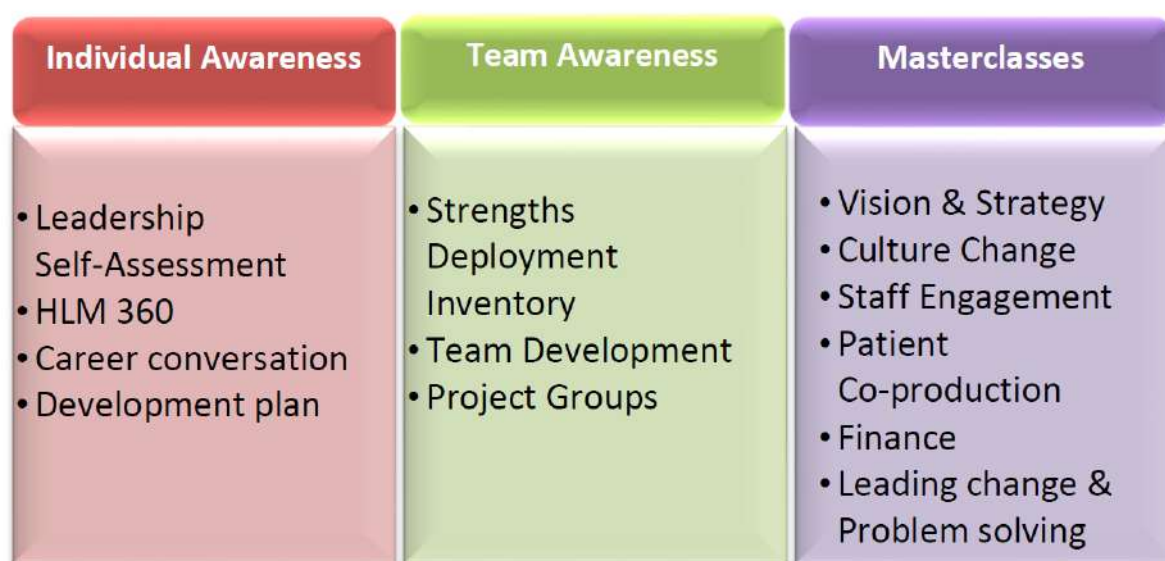 Individual Awareness
• Leadership
Self-Assessment
• HLM 360
• Career conversation
• Development plan
Team Awareness
• Strengths
Deployment
Inventory
• Team Development
• Project Groups
Masterclasses
• Vision & Strategy
• Culture Change
• Staff Engagement
• Patient
Co-production
• Finance
• Leading change &
Problem solving